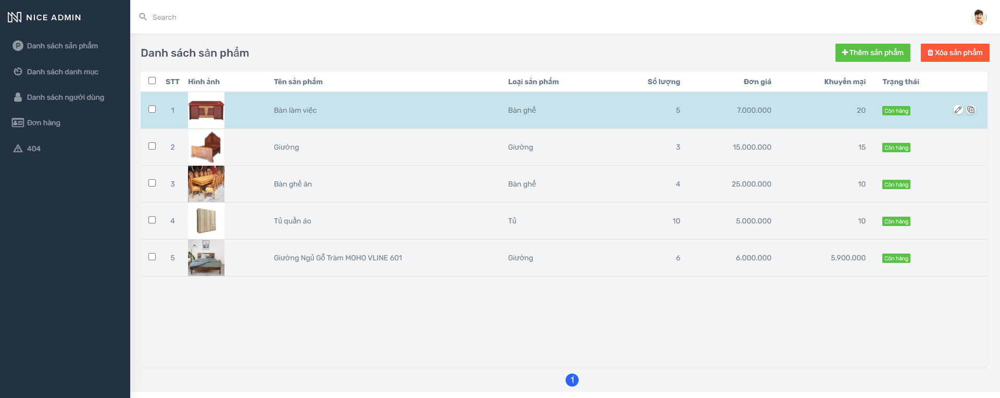 NICE ADMIN
Search
Danh sách sản phẩm
Danh sách danh mục
Danh sách người dùng
Đơn hàng
404
Danh sách sản phẩm
Thêm sản phẩm
Xóa sản phẩm
STT Hình ảnh Tên sản phẩm Loại sản phẩm Số lượng Đơn giá Khuyến mại Trạng thái
1 Bàn làm việc Bàn ghế 5 7.000.000 20 Còn hàng
2 Giường Giường 3 15.000.000 15 Còn hàng
3 Bàn ghế ăn Bàn ghế 4 25.000.000 10 Còn hàng
4 Tủ quần áo Tủ 10 5.000.000 10 Còn hàng
5 Giường Ngủ Gỗ Tràm MOHO VLINE 601 Giường 6 6.000.000 5.900.000 Còn hàng
1